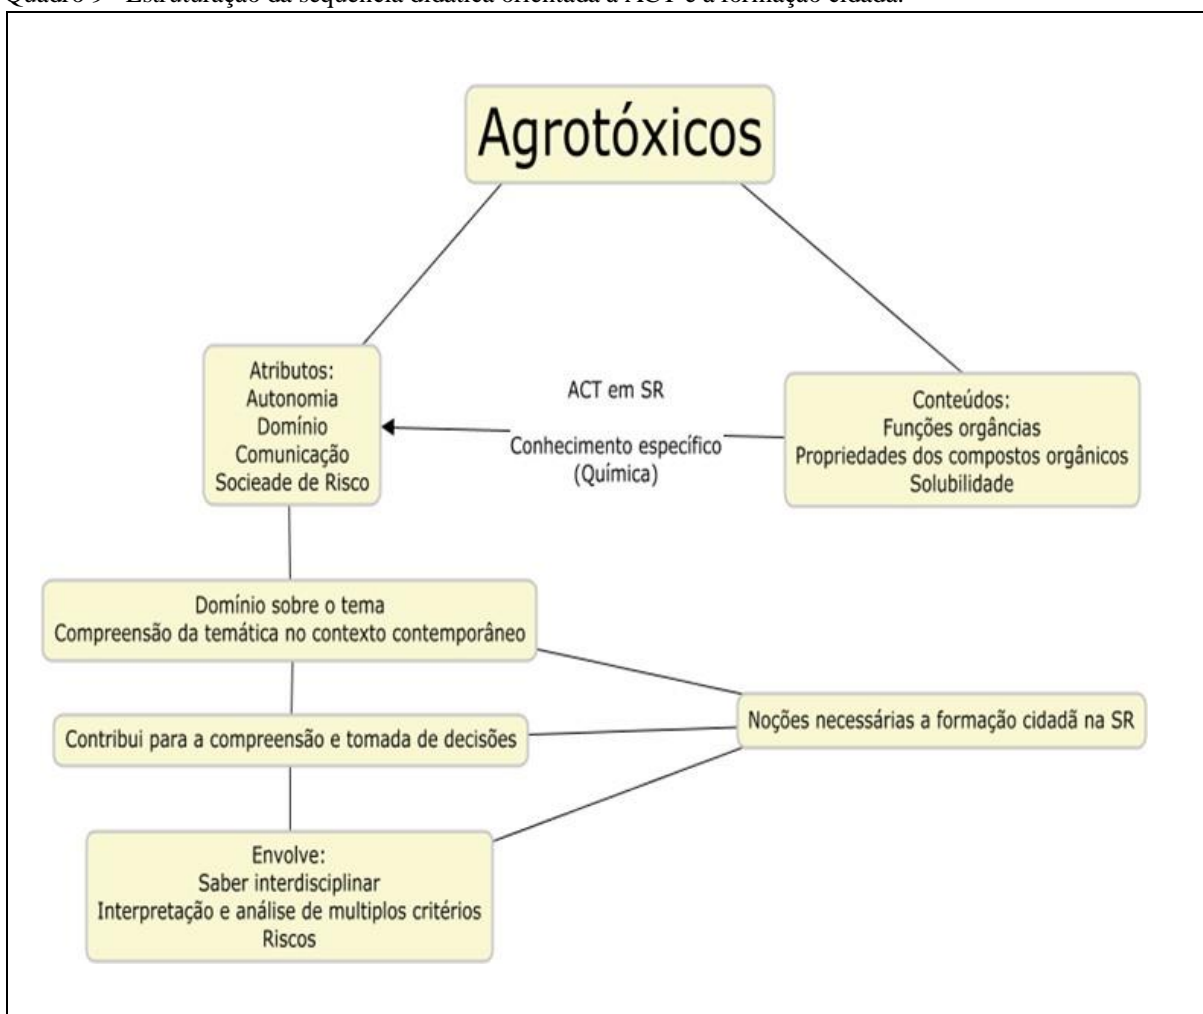 Quadro 9 - Estruturação da sequência didática orientada à ACT e à formação cidadã.
Agrotóxicos
Atributos:
Autonomia
Domínio
Comunicação
Socieade de Risco
ACT em SR
Conhecimento específico
(Química)
Conteúdos:
Funções orgâncias
Propriedades dos compostos orgânicos
Solubilidade
Domínio sobre o tema
Compreensão da temática no contexto contemporâneo
Contribui para a compreensão e tomada de decisões
Noções necessárias a formação cidadã na SR
Envolve:
Saber interdisciplinar
Interpretação e análise de multiplos critérios
Riscos